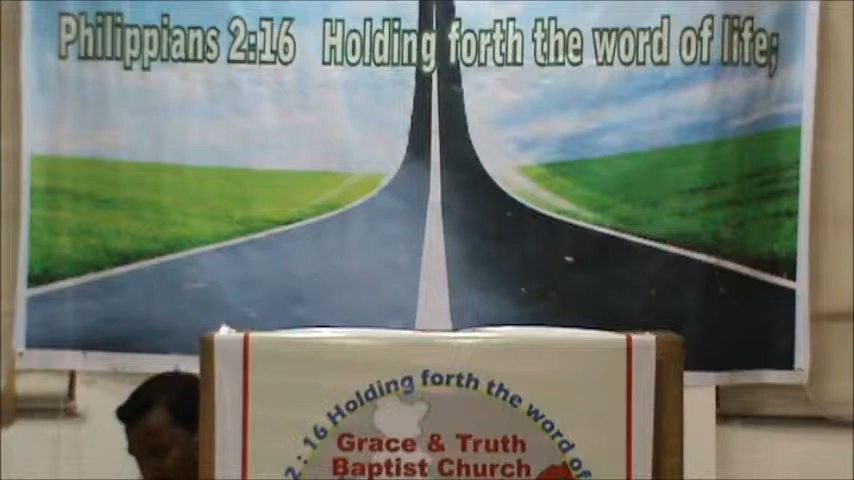 Philippians 2:16 Holding forth the word of life;
2:16 Holding forth the word of
Grace & Truth
Baptist Church